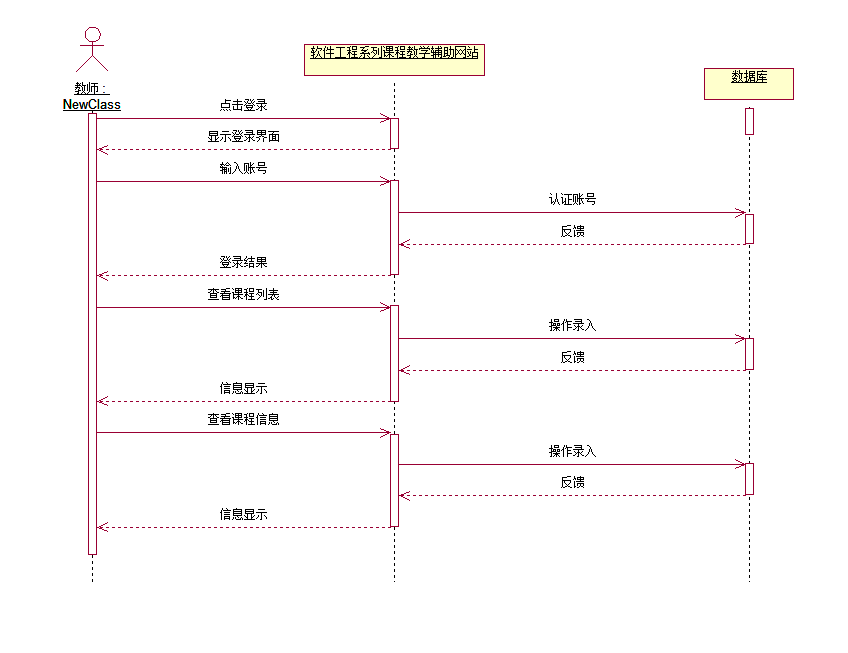 软件工程系列课程教学辅助网站
数据库
教师 :
NewClass
点击登录
显示登录界面
输入账号
认证账号
反馈
登录结果
查看课程列表
操作录入
反馈
信息显示
查看课程信息
操作录入
反馈
信息显示